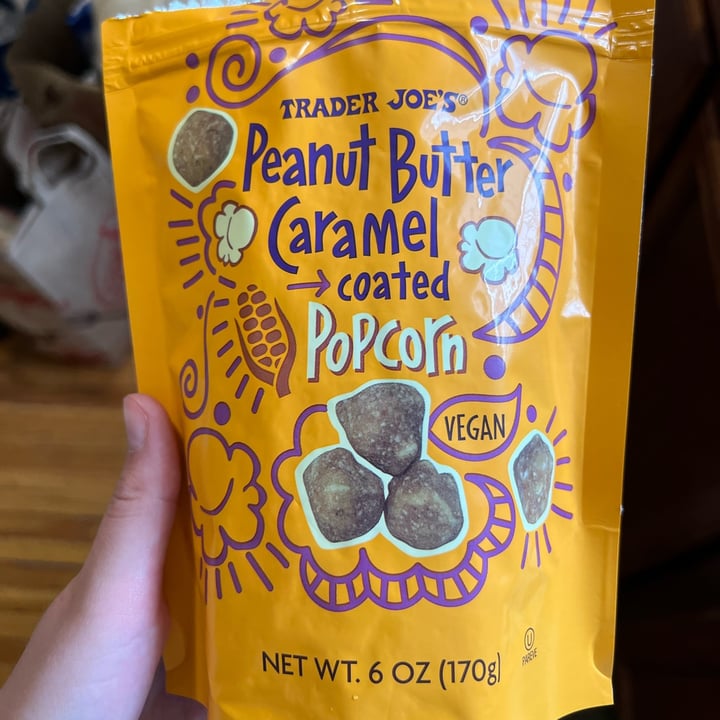 TRADER JOE'S®
Peanut Butter
Caramel
→ coated
POPCORN
VEGAN
NET WT. 6 OZ (170g)
U
PAREVE